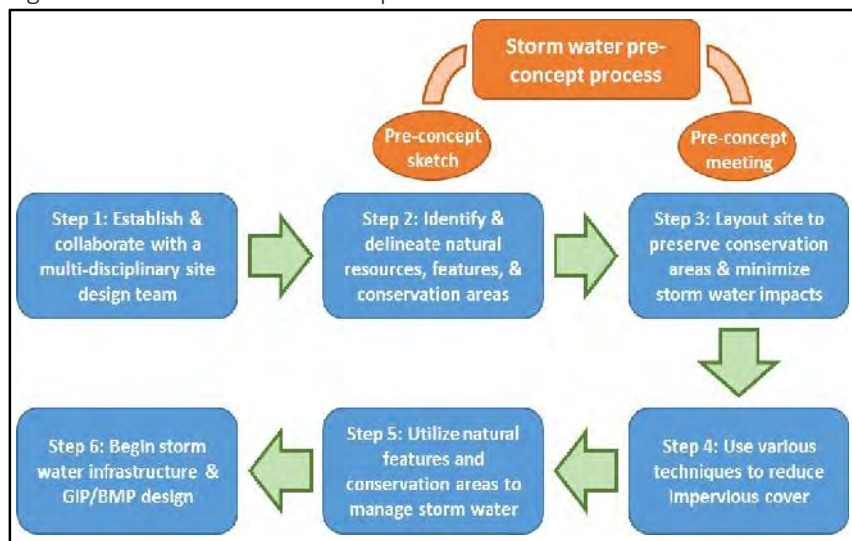 Storm water pre-
concept process
Pre-concept
sketch
Pre-concept
meeting
Step 1: Establish &
collaborate with a
multi-disciplinary site
design team
Step 2: Identify &
delineate natural
resources, features, &
conservation areas
Step 3: Layout site to
preserve conservation
areas & minimize
storm water impacts
Step 4: Use various
techniques to reduce
impervious cover
Step 5: Utilize natural
features and
conservation areas to
manage storm water
Step 6: Begin storm
water infrastructure &
GIP/BMP design